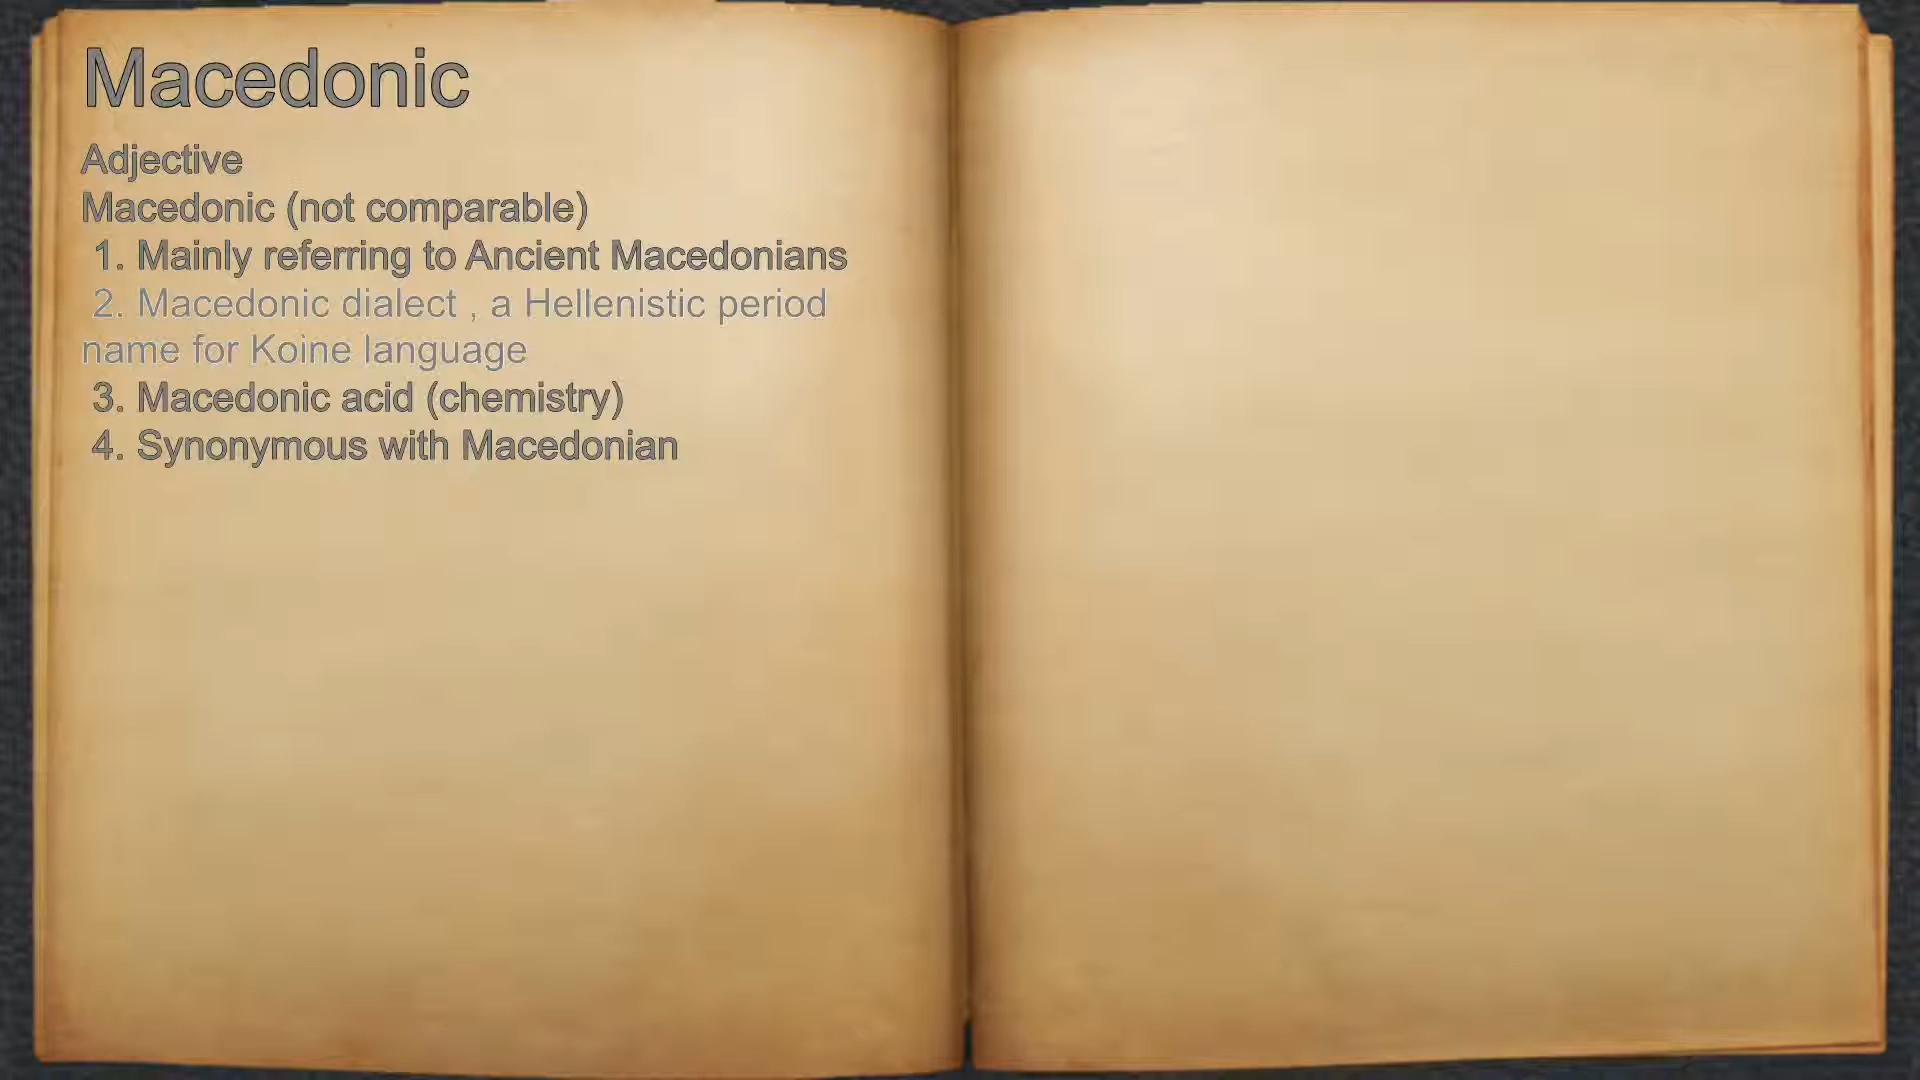 Macedonic
Adjective
Macedonic (not comparable)
1. Mainly referring to Ancient Macedonians
2. Macedonic dialect , a Hellenistic period
name for Koine language
3. Macedonic acid (chemistry)
4. Synonymous with Macedonian